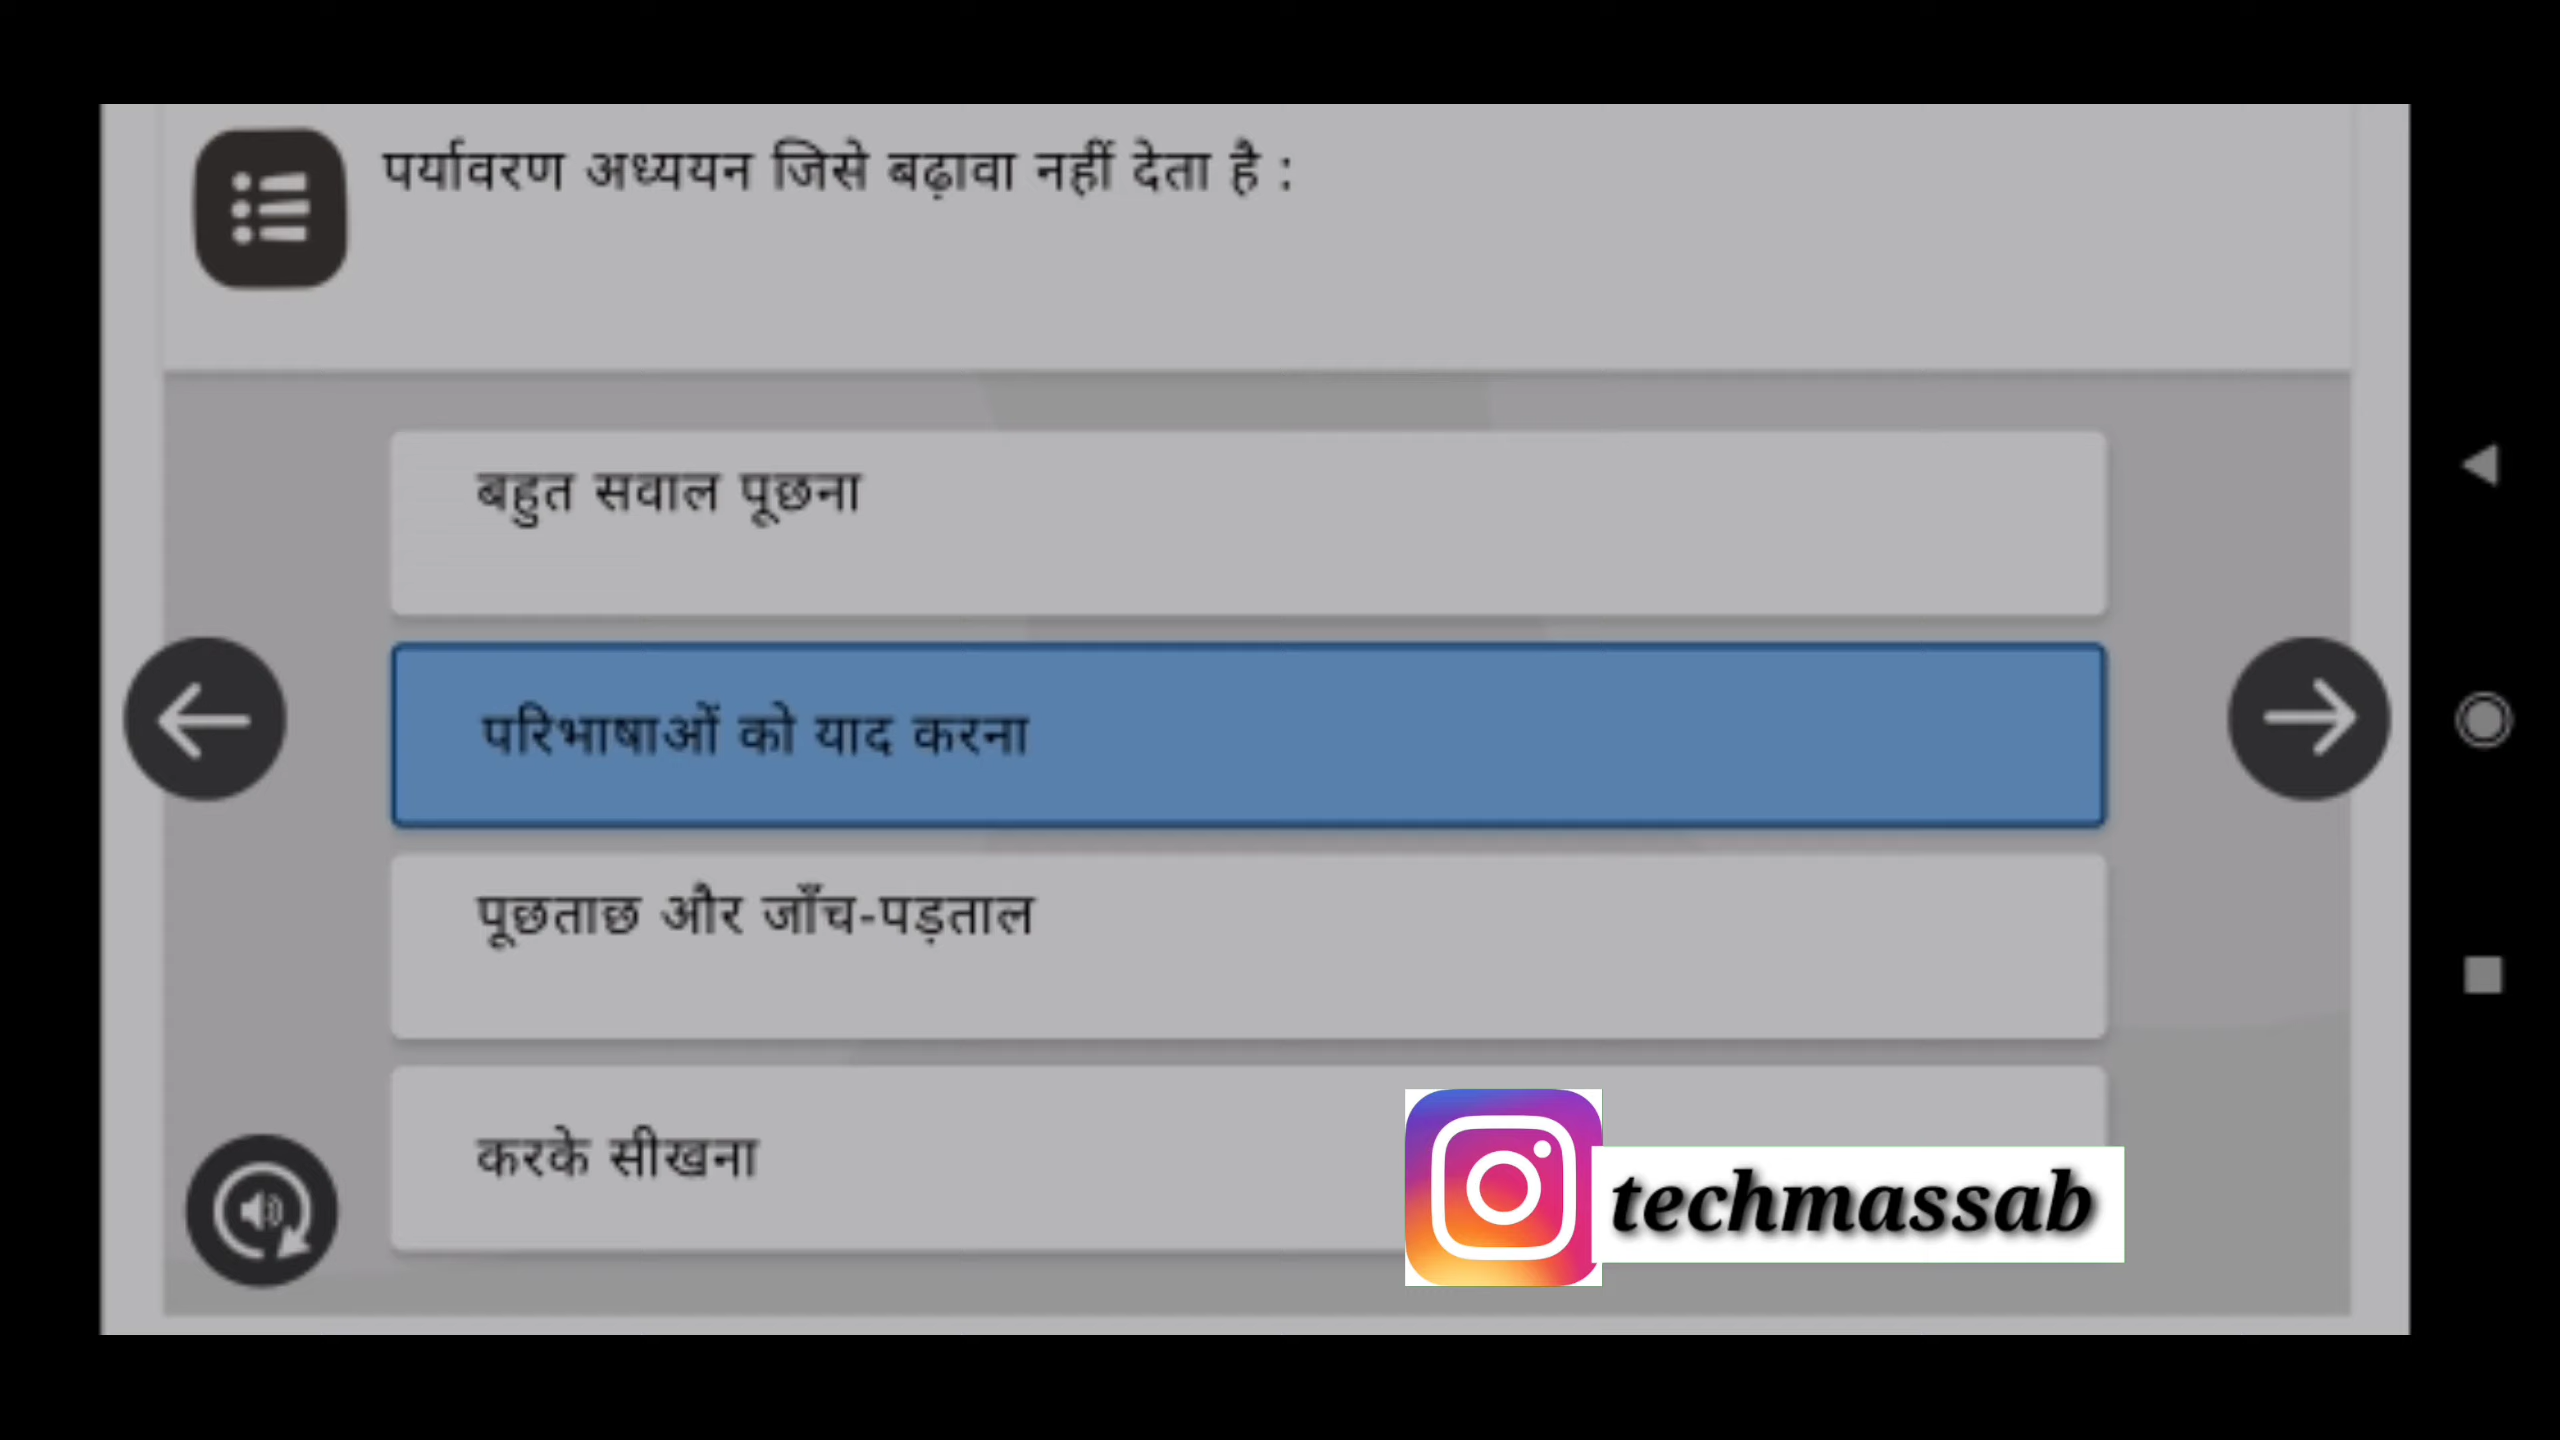 पर्यावरण अध्ययन जिसे बढ़ावा नहीं देता है :
बहुत सवाल पूछना
परिभाषाओं को याद करना
पूछताछ और जाँच-पड़ताल
करके सीखना
techmassab